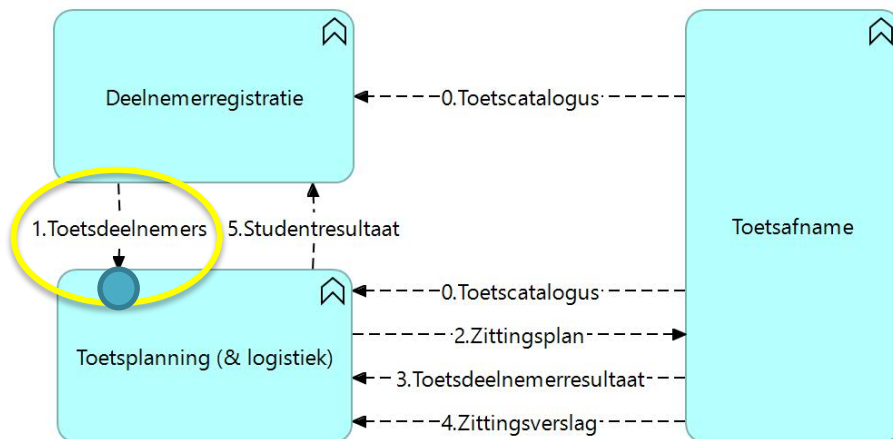 Deelnemerregistratie
0.Toetscatalogus
1.Toetsdeelnemers
5.Studentresultaat
Toetsafname
0.Toetscatalogus
2.Zittingsplan
Toetsplanning (& logistiek)
3.Toetsdeelnemerresultaat
4.Zittingsverslag